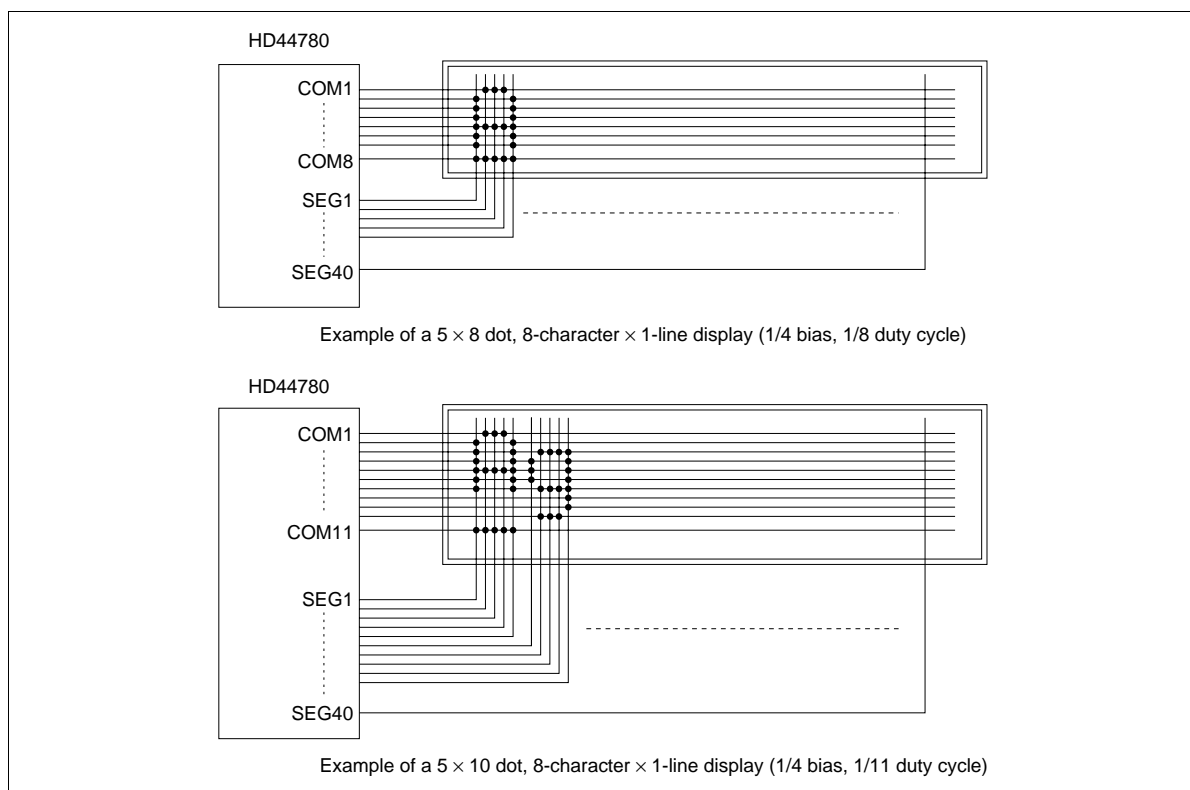 HD44780
COM1
COM8
SEG1
SEG40
Example of a 5 × 8 dot, 8-character × 1-line display (1/4 bias, 1/8 duty cycle)
HD44780
COM1
COM11
SEG1
SEG40
Example of a 5 × 10 dot, 8-character × 1-line display (1/4 bias, 1/11 duty cycle)